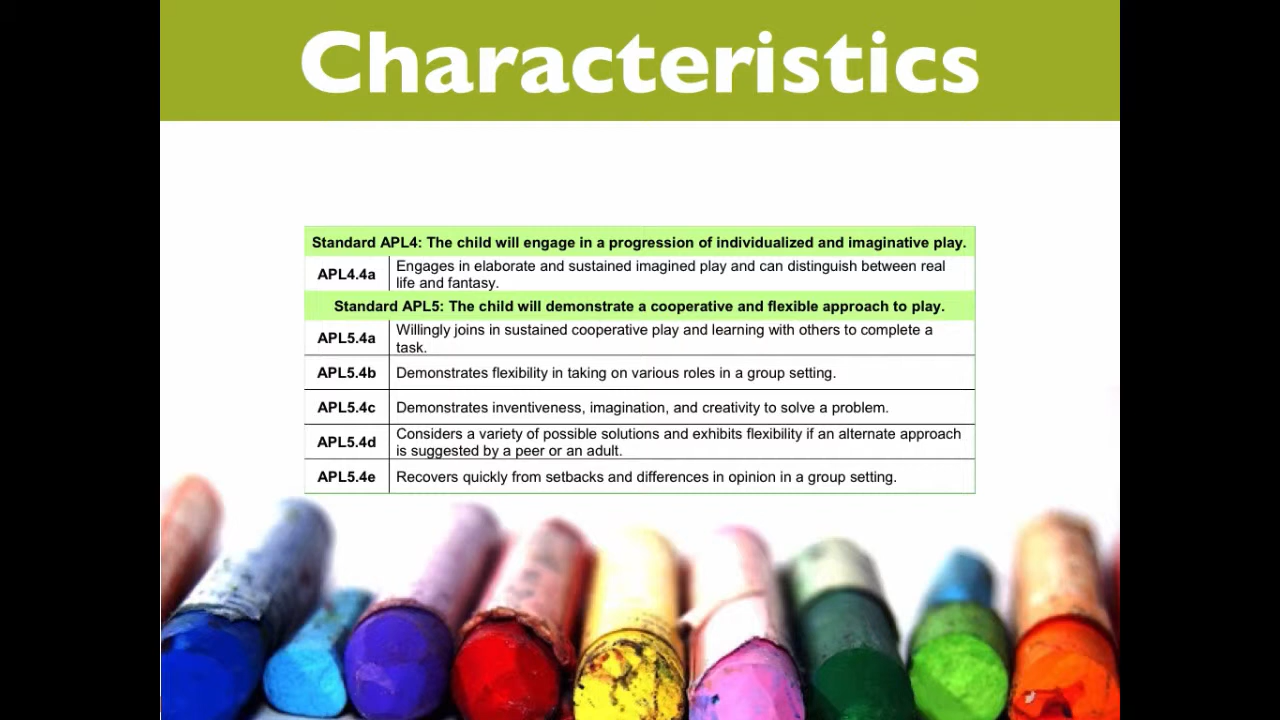 Characteristics
Standard APL4: The child will engage in a progression of individualized and imaginative play.
APL4.4a
Engages in elaborate and sustained imagined play and can distinguish between real
life and fantasy.
Standard APL5: The child will demonstrate a cooperative and flexible approach to play.
APL5.4a
Willingly joins in sustained cooperative play and learning with others to complete a
task.
APL5.4b
Demonstrates flexibility in taking on various roles in a group setting.
APL5.4c
Demonstrates inventiveness, imagination, and creativity to solve a problem.
APL5.4d
Considers a variety of possible solutions and exhibits flexibility if an alternate approach
is suggested by a peer or an adult.
APL5.4e
Recovers quickly from setbacks and differences in opinion in a group setting.